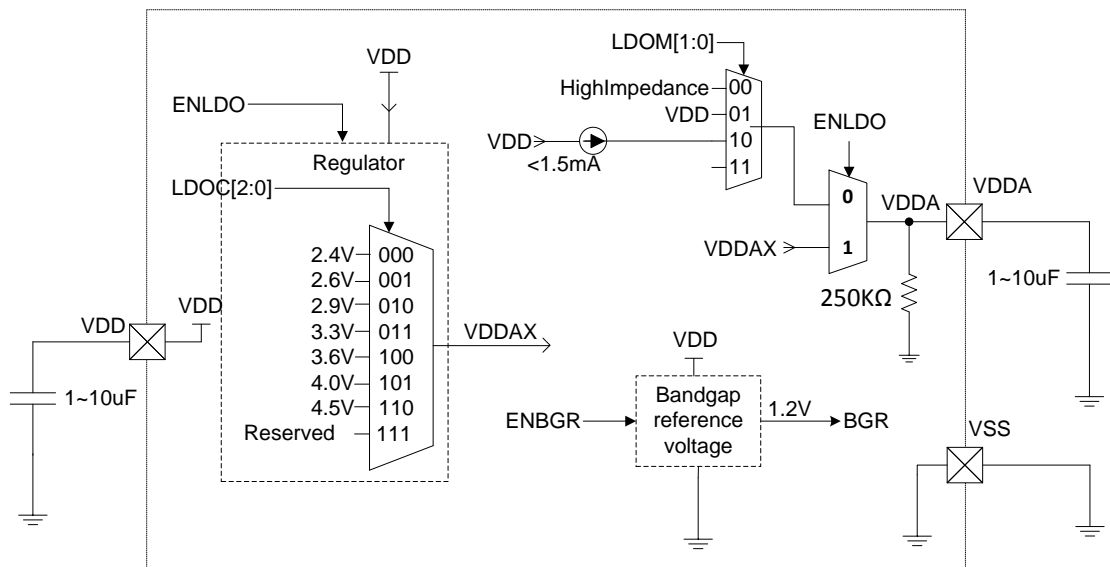 LDOM[1:0]
VDD
HighImpedance
00
ENLDO
VDD
01
ENLDO
VDD
10
<1.5mA
11
Regulator
LDOC[2:0]
0
VDDA
VDDA
2.4V
000
VDDAX
1
2.6V
001
250KΩ
1~10uF
2.9V
010
VDD
VDD
3.3V
011
VDDAX
3.6V
100
VDD
4.0V
101
1~10uF
4.5V
110
Bandgap
reference
voltage
1.2V
ENBGR
BGR
Reserved
111
VSS